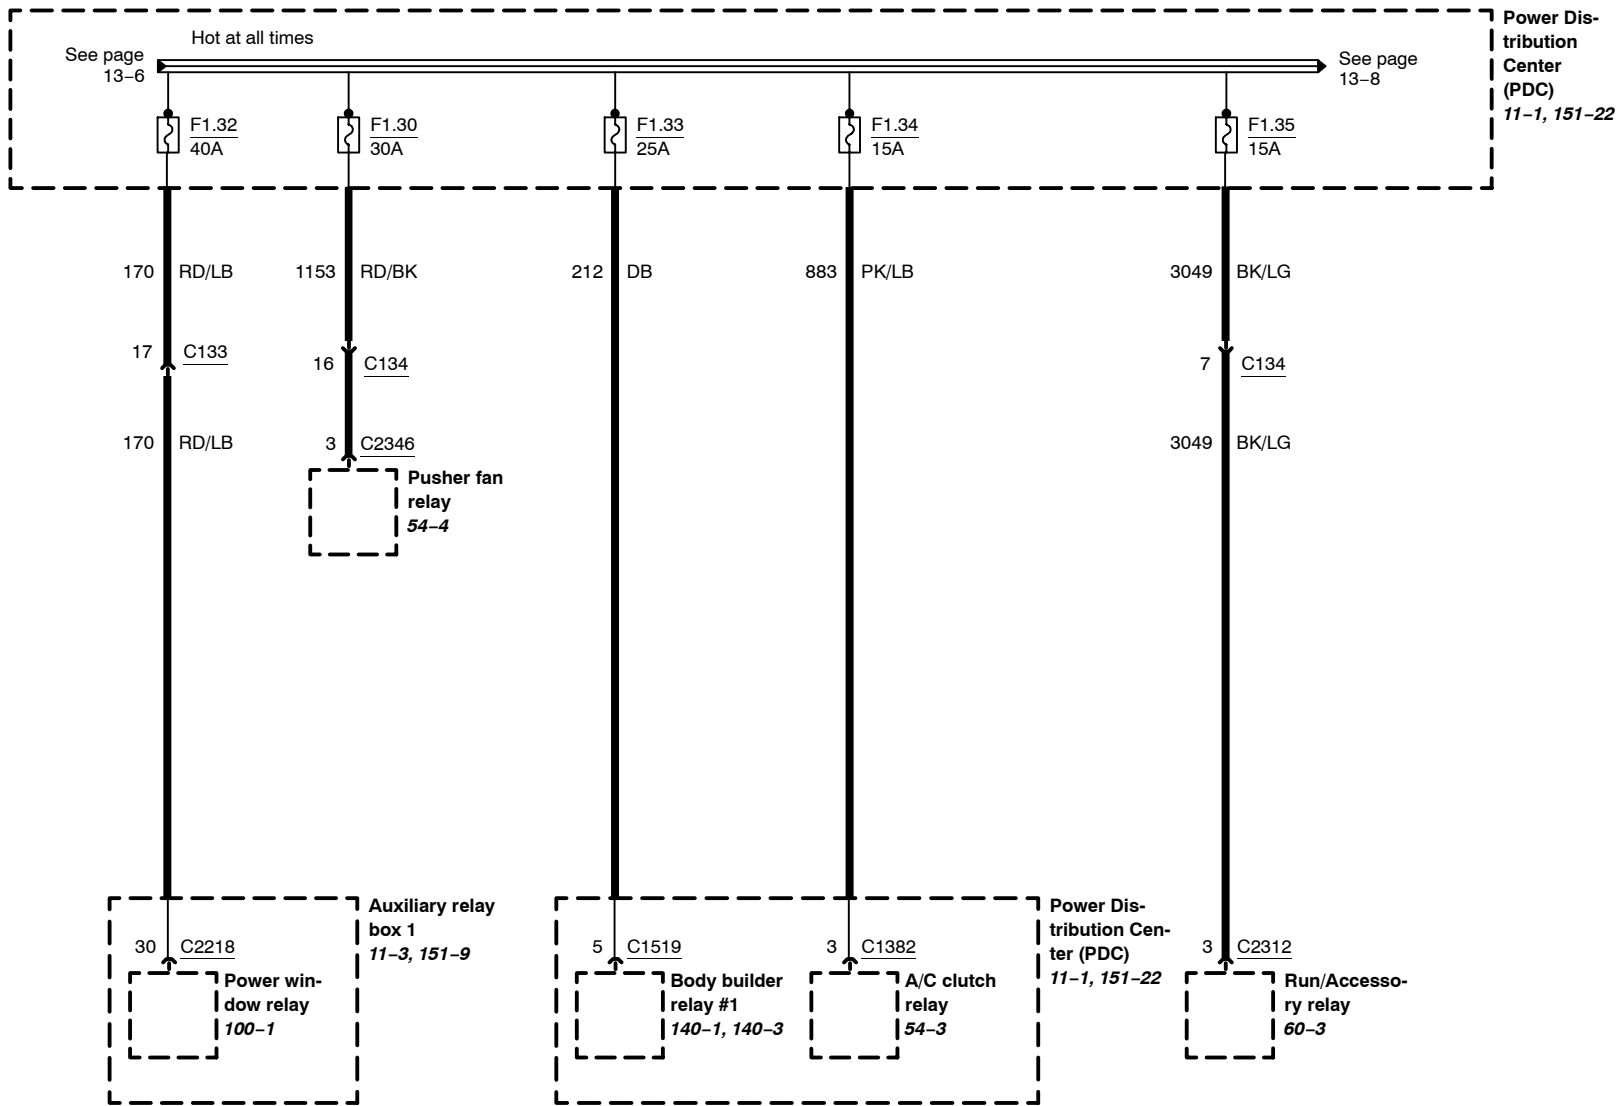 Hot at all times
See page
13−6
See page
13−8
Power Dis-
tribution
Center
(PDC)
11−1, 151−22
F1.32
40A
F1.30
30A
F1.33
25A
F1.34
15A
F1.35
15A
170 RD/LB
1153 RD/BK
212 DB
883 PK/LB
3049 BK/LG
17 C133
16 C134
7 C134
170 RD/LB
3 C2346
3049 BK/LG
Pusher fan
relay
54−4
Auxiliary relay
box 1
11−3, 151−9
Power Dis-
tribution Cen-
ter (PDC)
11−1, 151−22
30 C2218
5 C1519
3 C1382
3 C2312
Power win-
dow relay
100−1
Body builder
relay #1
140−1, 140−3
A/C clutch
relay
54−3
Run/Accesso-
ry relay
60−3